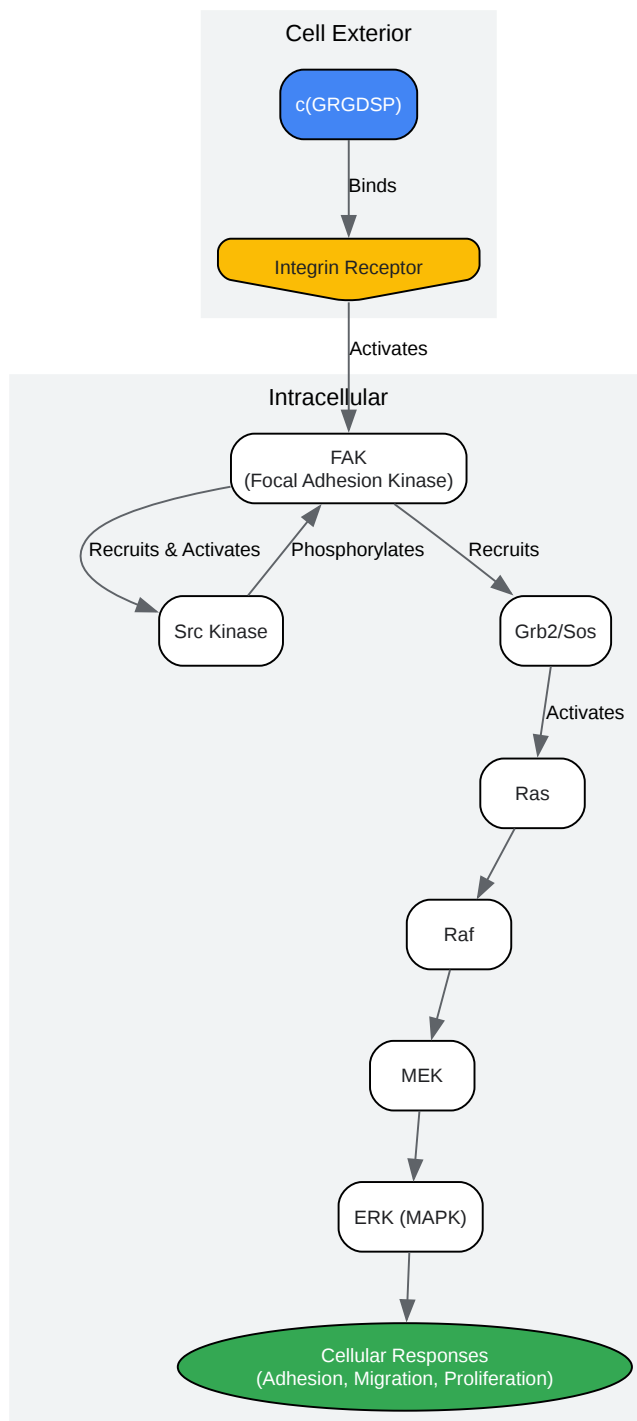 Cell Exterior
c(GRGDSP)
Binds
Integrin Receptor
Activates
Intracellular
FAK
(Focal Adhesion Kinase)
Recruits & Activates
Phosphorylates
Recruits
Src Kinase
Grb2/Sos
Activates
Ras
Raf
MEK
ERK (MAPK)
Cellular Responses
(Adhesion, Migration, Proliferation)